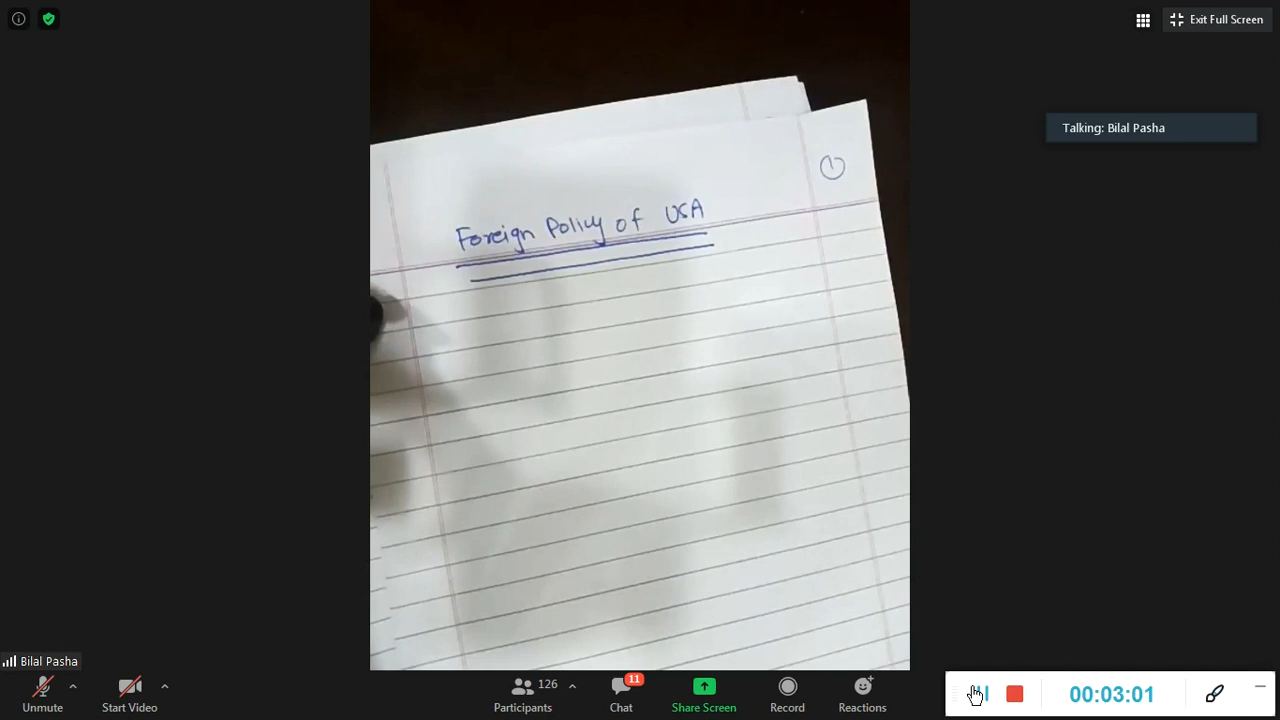 Exit Full Screen
Talking: Bilal Pasha
1
Foreign Policy of USA
Bilal Pasha
126
11
Unmute
Start Video
Participants
Chat
Share Screen
Record
Reactions
00:03:01